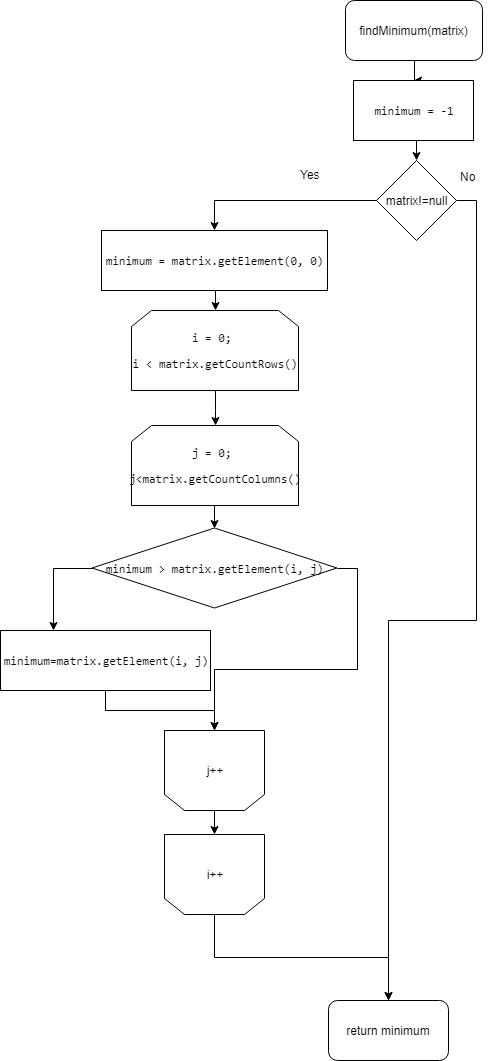 findMinimum(matrix)
minimum = -1
Yes
No
matrix!=null
minimum = matrix.getElement(0, 0)
i = 0;
i < matrix.getCountRows()
j = 0;
j<matrix.getCountColumns()
minimum > matrix.getElement(i, j)
minimum=matrix.getElement(i, j)
j++
i++
return minimum